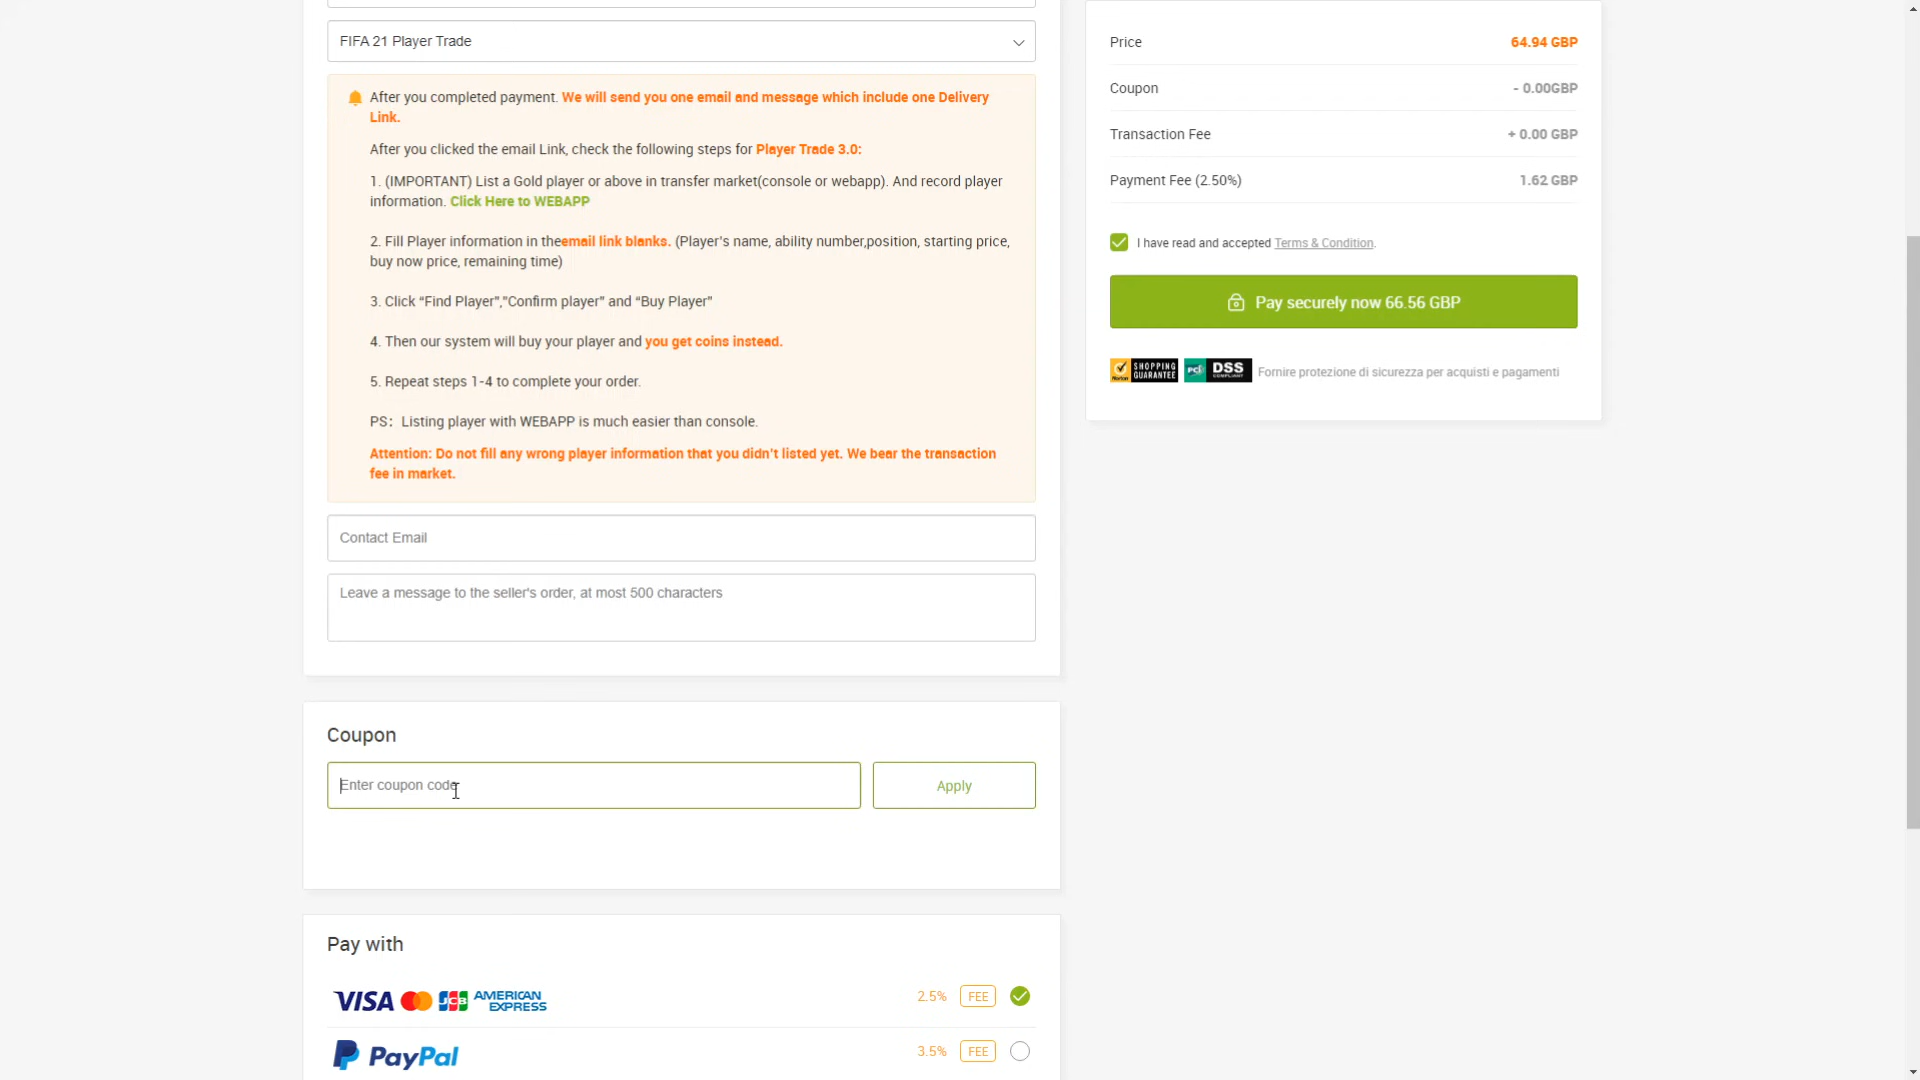 FIFA 21 Player Trade
After you completed payment. We will send you one email and message which include one Delivery
Link.
After you clicked the email Link, check the following steps for Player Trade 3.0:
1. (IMPORTANT) List a Gold player or above in transfer market(console or webapp). And record player
information. Click Here to WEBAPP
2. Fill Player information in theemail link blanks. (Player's name, ability number,position, starting price,
buy now price, remaining time)
3. Click “Find Player”,"Confirm player” and “Buy Player”
4. Then our system will buy your player and you get coins instead.
5. Repeat steps 1-4 to complete your order.
PS: Listing player with WEBAPP is much easier than console.
Attention: Do not fill any wrong player information that you didn't listed yet. We bear the transaction
fee in market.
Contact Email
Leave a message to the seller's order, at most 500 characters
Coupon
Enter coupon code
Apply
Pay with
VISA JCB AMERICAN EXPRESS
2.5% FEE
PayPal
3.5% FEE
Price 64.94 GBP
Coupon - 0.00GBP
Transaction Fee + 0.00 GBP
Payment Fee (2.50%) 1.62 GBP
I have read and accepted Terms & Condition.
Pay securely now 66.56 GBP
Norton SHOPPING GUARANTEE PCI DSS COMPLIANT Fornire protezione di sicurezza per acquisti e pagamenti